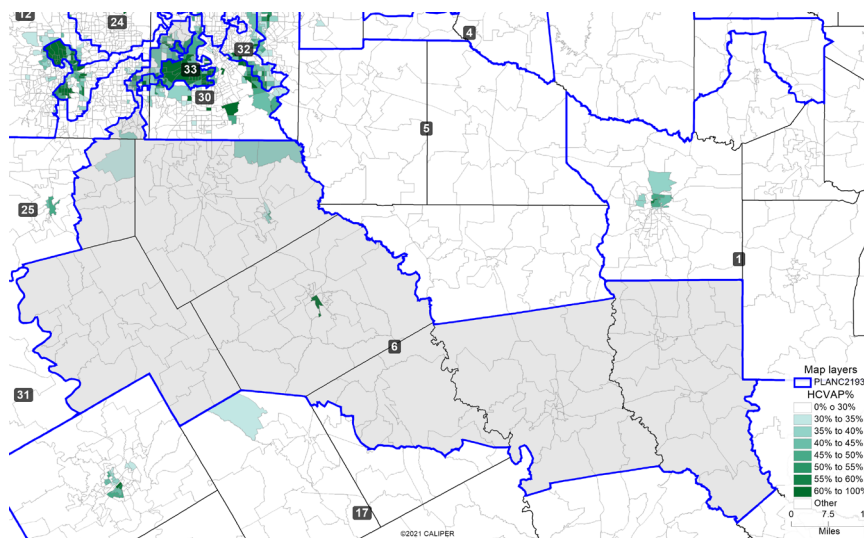 12
24
4
32
33
30
5
25
1
6
31
17
Map layers
PLANC2193
HCVAP%
0% o 30%
30% to 35%
35% to 40%
40% to 45%
45% to 50%
50% to 55%
55% to 60%
60% to 100%
Other
0 7.5
Miles
©2021 CALIPER